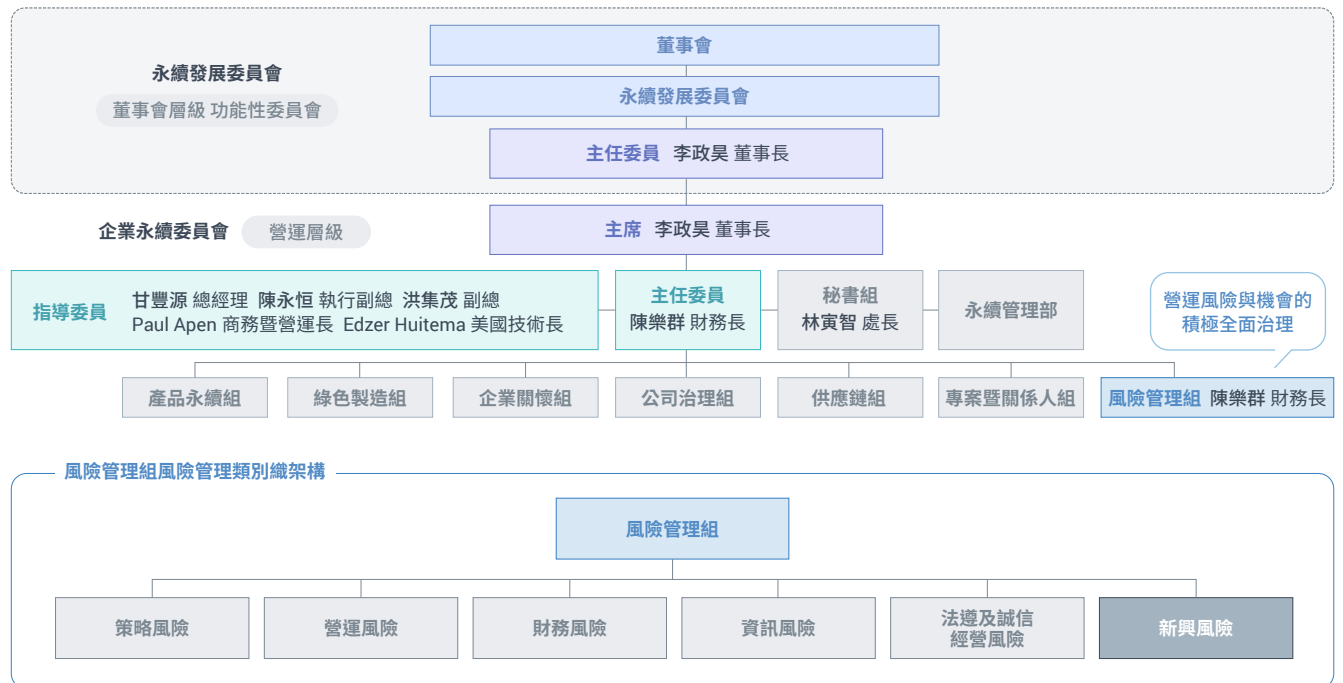 董事會
永續發展委員會
董事會層級 功能性委員會
永續發展委員會
主任委員 李政昊 董事長
企業永續委員會 營運層級
主席 李政昊 董事長
指導委員
甘豐源 總經理 陳永恒 執行副總 洪集茂 副總
Paul Apen 商務暨營運長 Edzer Huitema 美國技術長
主任委員
陳樂群 財務長
秘書組
林寅智 處長
永續管理部
營運風險與機會的
積極全面治理
產品永續組
綠色製造組
企業關懷組
公司治理組
供應鏈組
專案暨關係人組
風險管理組 陳樂群 財務長
風險管理組風險管理類別織架構
風險管理組
策略風險
營運風險
財務風險
資訊風險
法遵及誠信
經營風險
新興風險